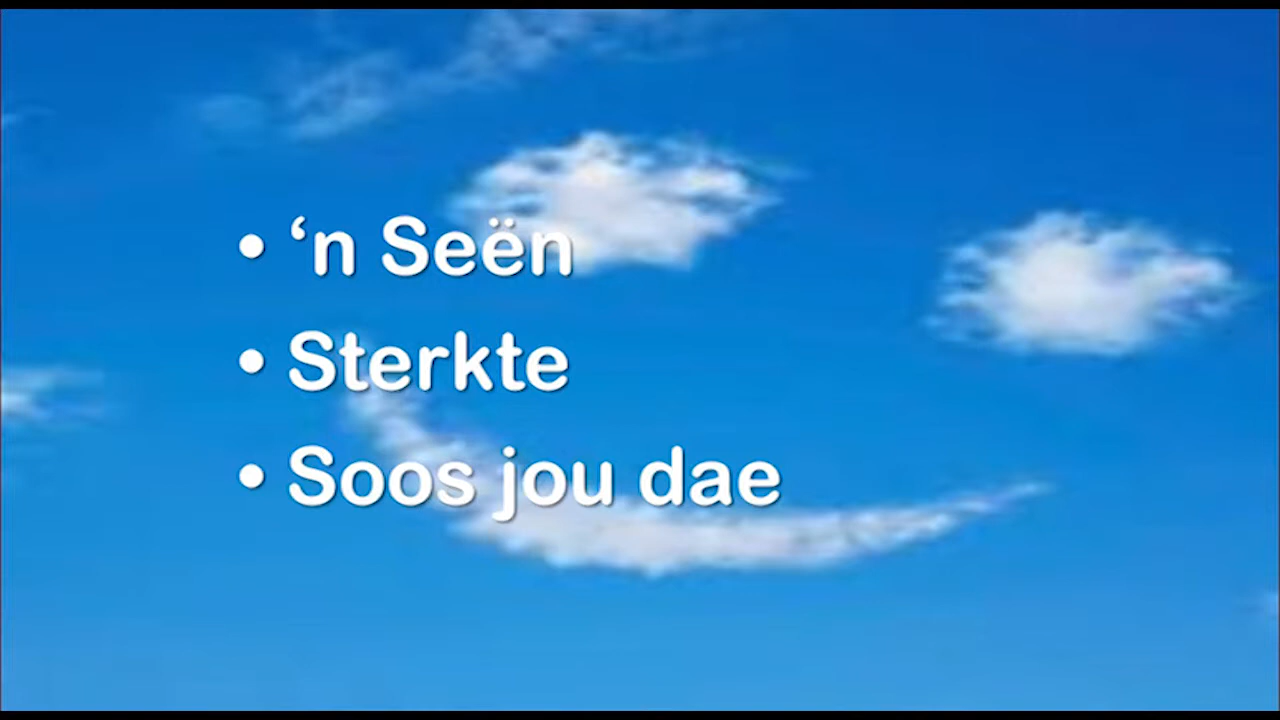 • ‘n Seën
• Sterkte
• Soos jou dae